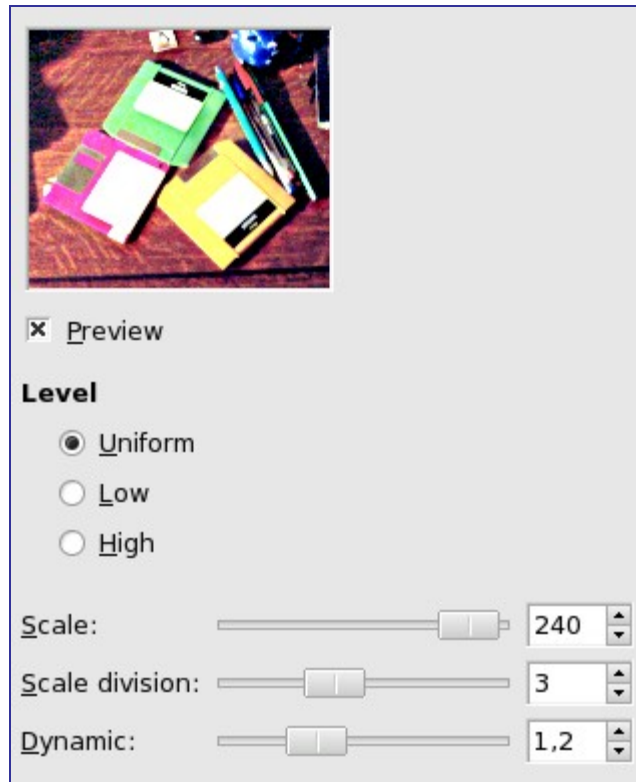 Preview
Level
Uniform
Low
High
Scale: 240
Scale division: 3
Dynamic: 1,2